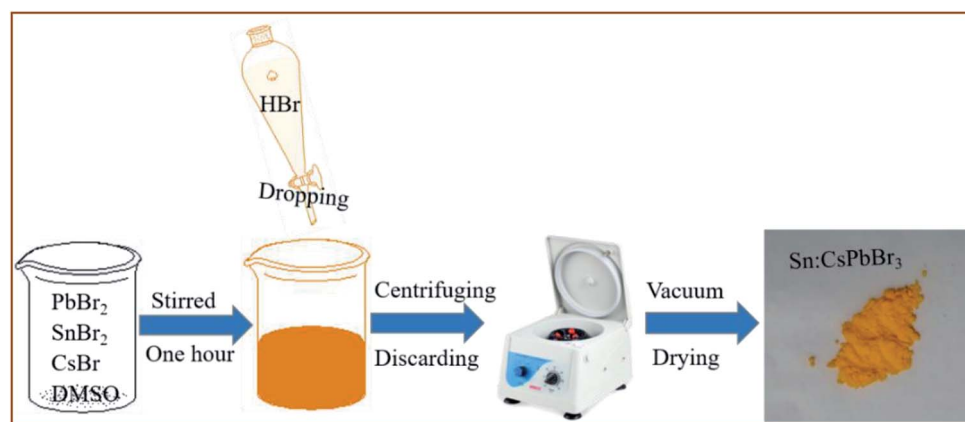 HBr
Dropping
PbBr₂
SnBr₂
CsBr
DMSO
Stirred
One hour
Centrifuging
Discarding
Vacuum
Drying
Sn:CsPbBr₃